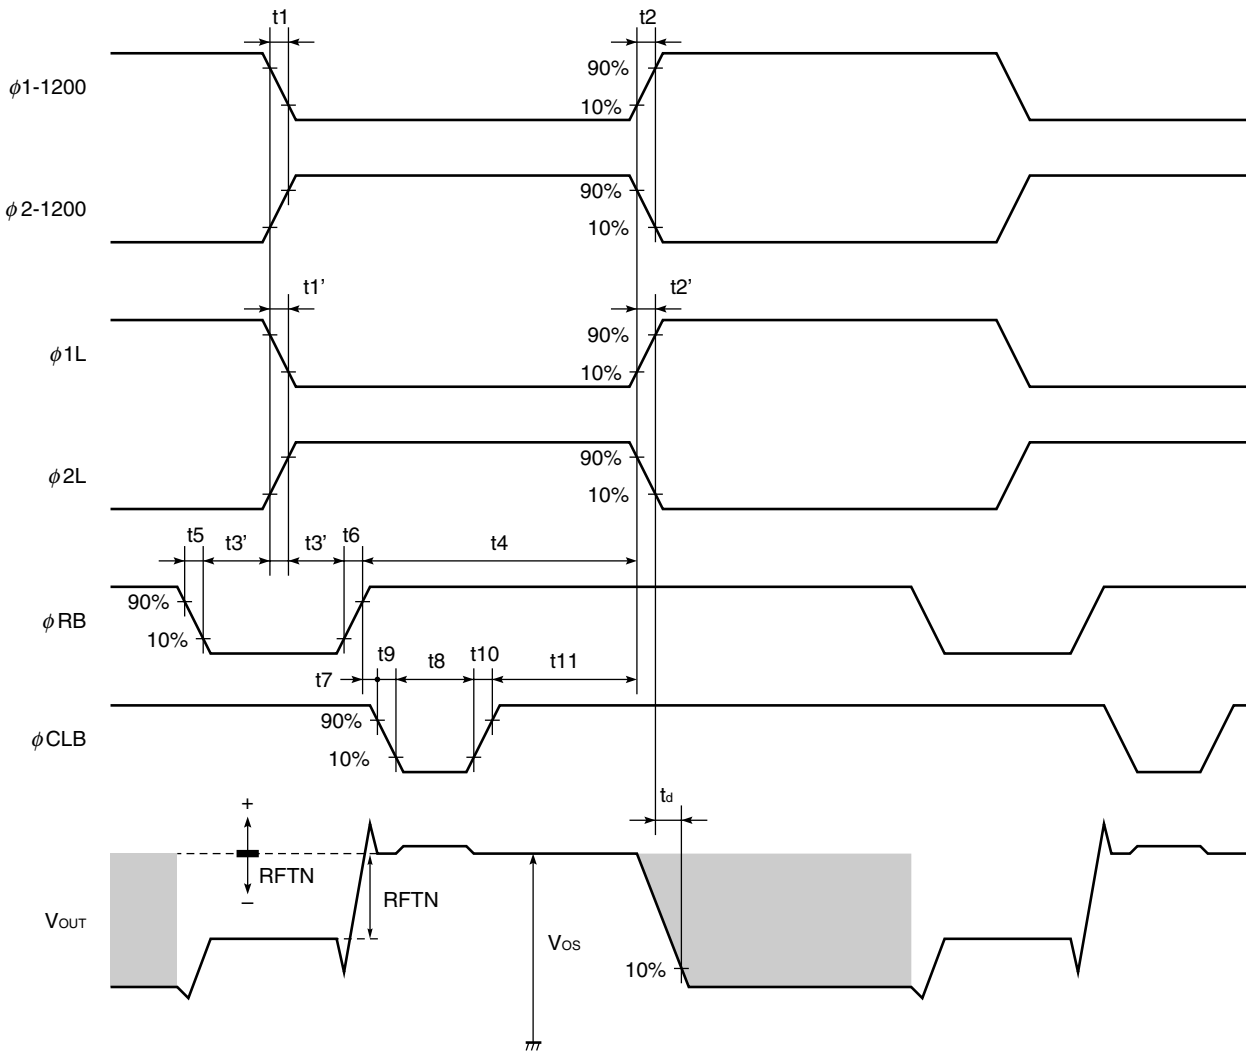 t1 t2
ϕ1-1200 90%
10%
ϕ2-1200 90%
10%
t1’ t2’
ϕ1L 90%
10%
ϕ2L 90%
10%
t5 t3’ t3’ t6 t4
ϕRB 90%
10%
t7 t9 t8 t10 t11
ϕCLB 90%
10%
td
+
RFTN
−
RFTN
VOUT
VOS
10%